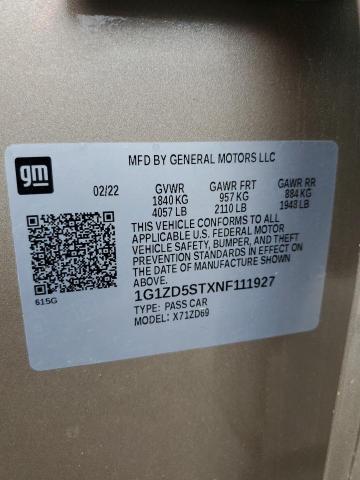 MFD BY GENERAL MOTORS LLC
gm
02/22 GVWR GAWR FRT GAWR RR
1840 KG 957 KG 884 KG
4057 LB 2110 LB 1948 LB
THIS VEHICLE CONFORMS TO ALL
APPLICABLE U.S. FEDERAL MOTOR
VEHICLE SAFETY, BUMPER, AND THEFT
PREVENTION STANDARDS IN EFFECT
ON THE DATE OF MANUFACTURE
SHOWN ABOVE.
615G
1G1ZD5STXNF111927
TYPE: PASS CAR
MODEL: X71ZD69